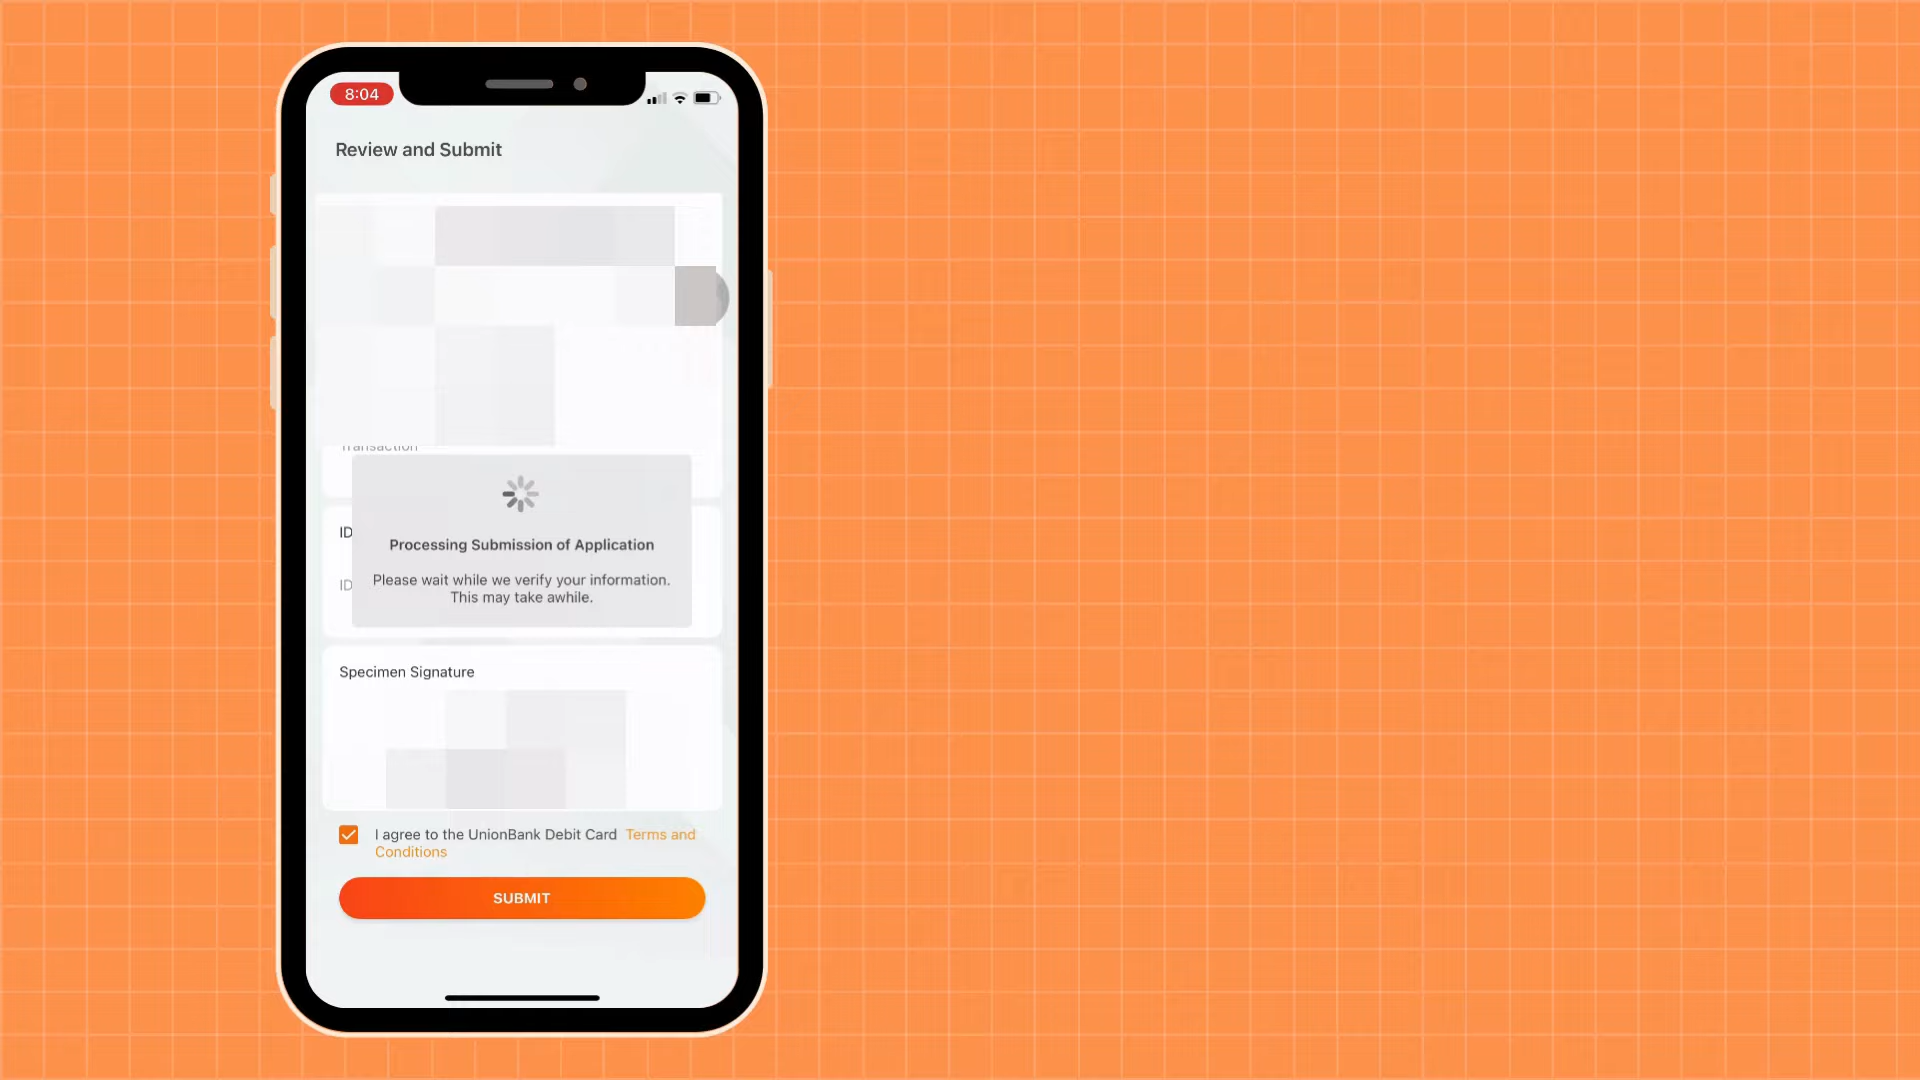 8:04
Review and Submit
Transaction
ID
Processing Submission of Application
ID
Please wait while we verify your information.
This may take awhile.
Specimen Signature
I agree to the UnionBank Debit Card Terms and
Conditions
SUBMIT